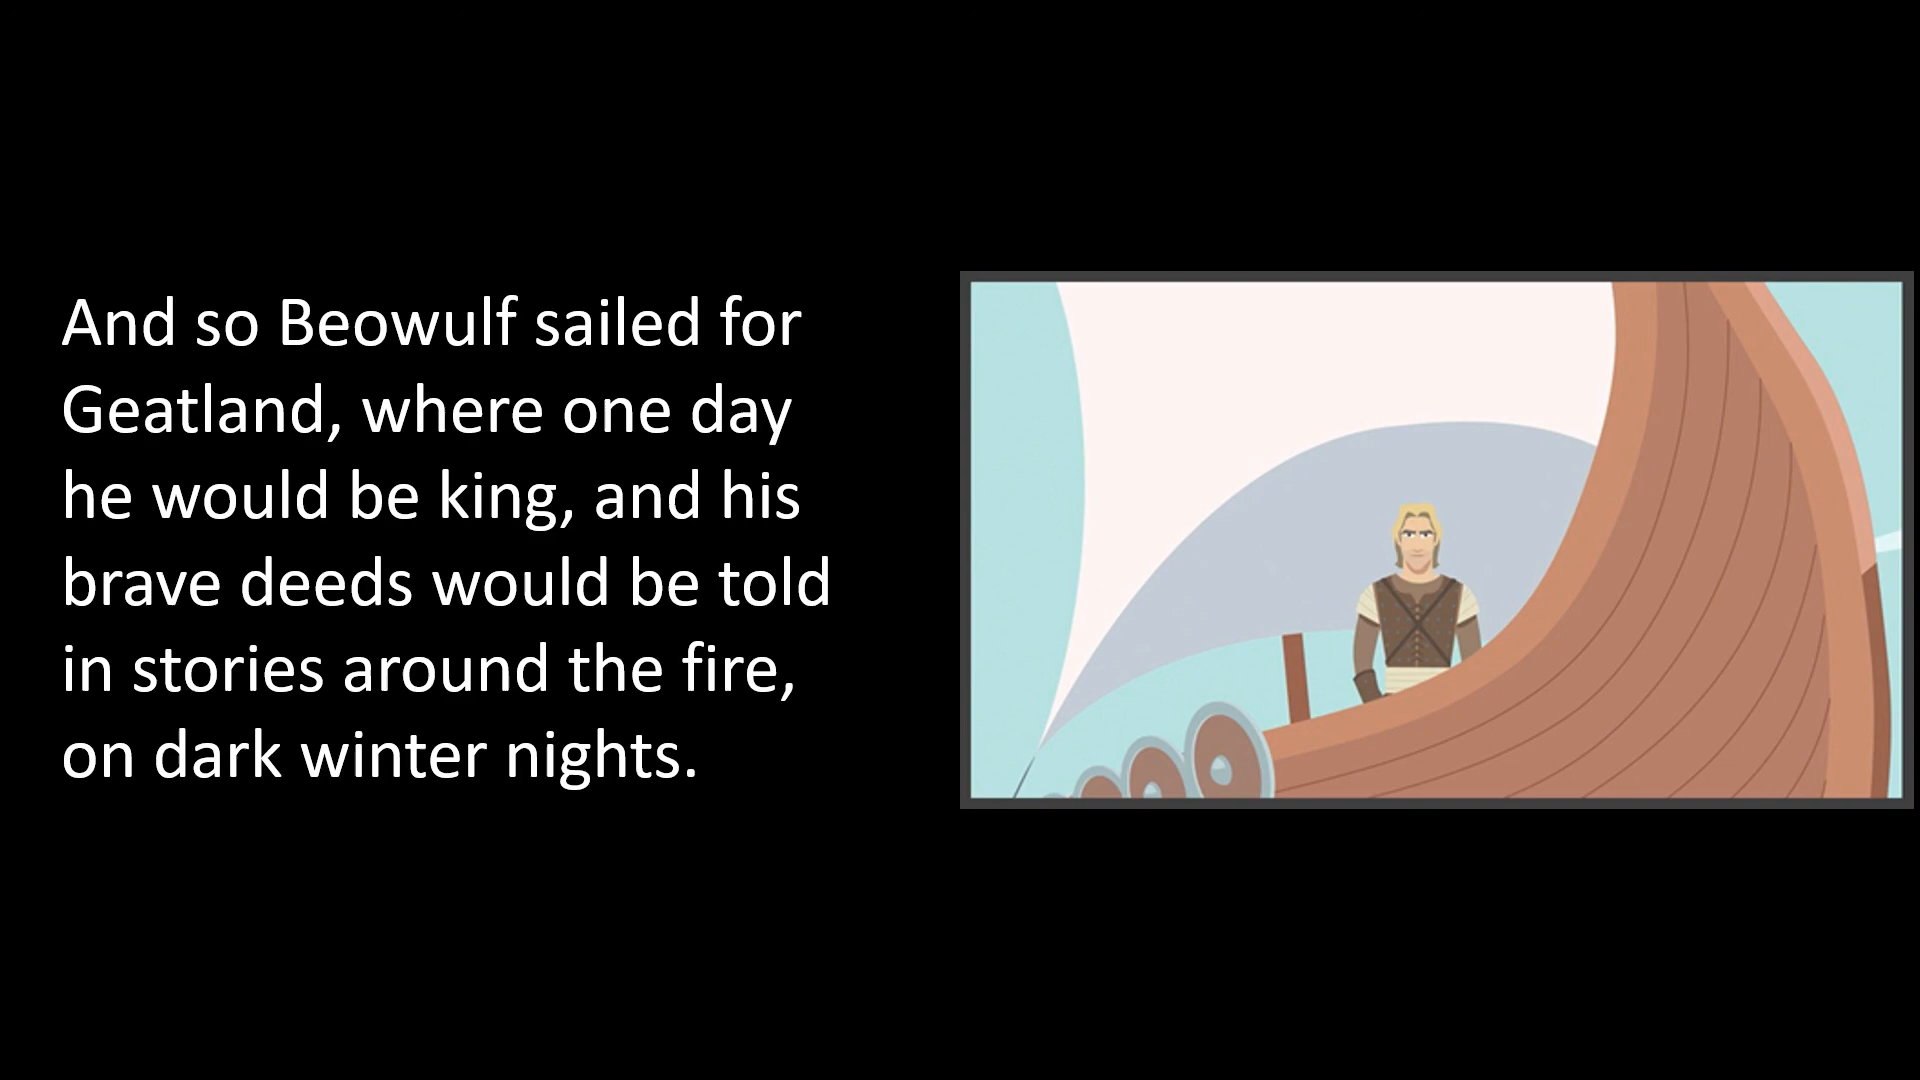 And so Beowulf sailed for
Geatland, where one day
he would be king, and his
brave deeds would be told
in stories around the fire,
on dark winter nights.